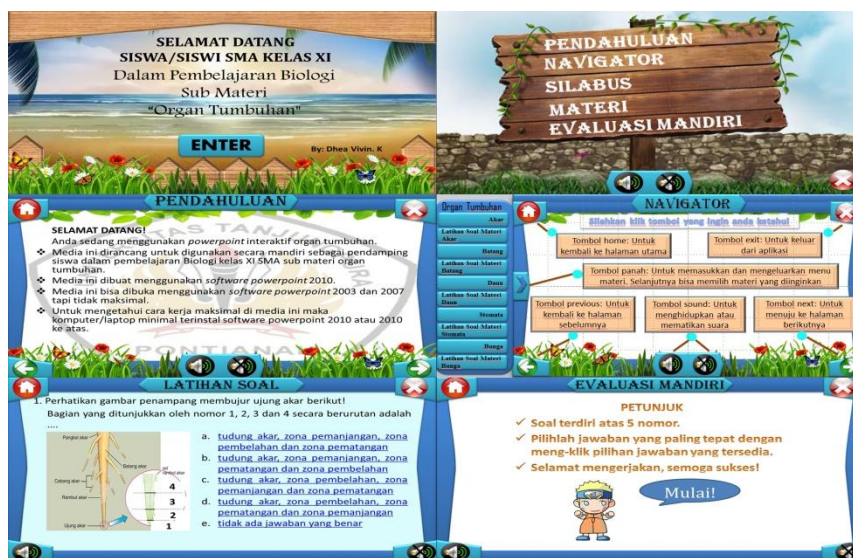 SELAMAT DATANG
SISWA/SISWI SMA KELAS XI
Dalam Pembelajaran Biologi
Sub Materi
"Organ Tumbuhan"
ENTER
By: Dhea Vivin. K
PENDAHULUAN
NAVIGATOR
SILABUS
MATERI
EVALUASI MANDIRI
PENDAHULUAN
SELAMAT DATANG!
Anda sedang menggunakan powerpoint interaktif organ tumbuhan.
Media ini dirancang untuk digunakan secara mandiri sebagai pendamping
siswa dalam pembelajaran Biologi kelas XI SMA sub materi organ
tumbuhan.
Media ini dibuat menggunakan software powerpoint 2010.
Media ini bisa dibuka menggunakan software powerpoint 2003 dan 2007
tapi tidak maksimal.
Untuk mengetahui cara kerja maksimal di media ini maka
komputer/laptop minimal terinstal software powerpoint 2010 atau 2010
ke atas.
Organ Tumbuhan
Akar
Latihan Soal Materi
Akar
Batang
Latihan Soal Materi
Batang
Daun
Latihan Soal Materi
Daun
Stomata
Latihan Soal Materi
Stomata
Bunga
Latihan Soal Materi
Bunga
NAVIGATOR
Silahkan klik tombol yang ingin anda ketahui
Tombol home: Untuk
kembali ke halaman utama
Tombol exit: Untuk keluar
dari aplikasi
Tombol panah: Untuk memasukkan dan mengeluarkan menu
materi. Selanjutnya bisa memilih materi yang diinginkan
Tombol previous: Untuk
kembali ke halaman
sebelumnya
Tombol sound: Untuk
menghidupkan atau
mematikan suara
Tombol next: Untuk
menuju ke halaman
berikutnya
LATIHAN SOAL
1. Perhatikan gambar penampang membujur ujung akar berikut!
Bagian yang ditunjukkan oleh nomor 1, 2, 3 dan 4 secara berurutan adalah
....
Pangkal akar
Batang akar
Cabang akar
Rambut akar
Ujung akar
4
3
2
1
a. tudung akar, zona pemanjangan, zona
pembelahan dan zona pematangan
b. tudung akar, zona pemanjangan, zona
pematangan dan zona pembelahan
c. tudung akar, zona pembelahan, zona
pemanjangan dan zona pematangan
d. tudung akar, zona pembelahan, zona
pematangan dan zona pemanjangan
e. tidak ada jawaban yang benar
EVALUASI MANDIRI
PETUNJUK
Soal terdiri atas 5 nomor.
Pilihlah jawaban yang paling tepat dengan
meng-klik pilihan jawaban yang tersedia.
Selamat mengerjakan, semoga sukses!
Mulai!